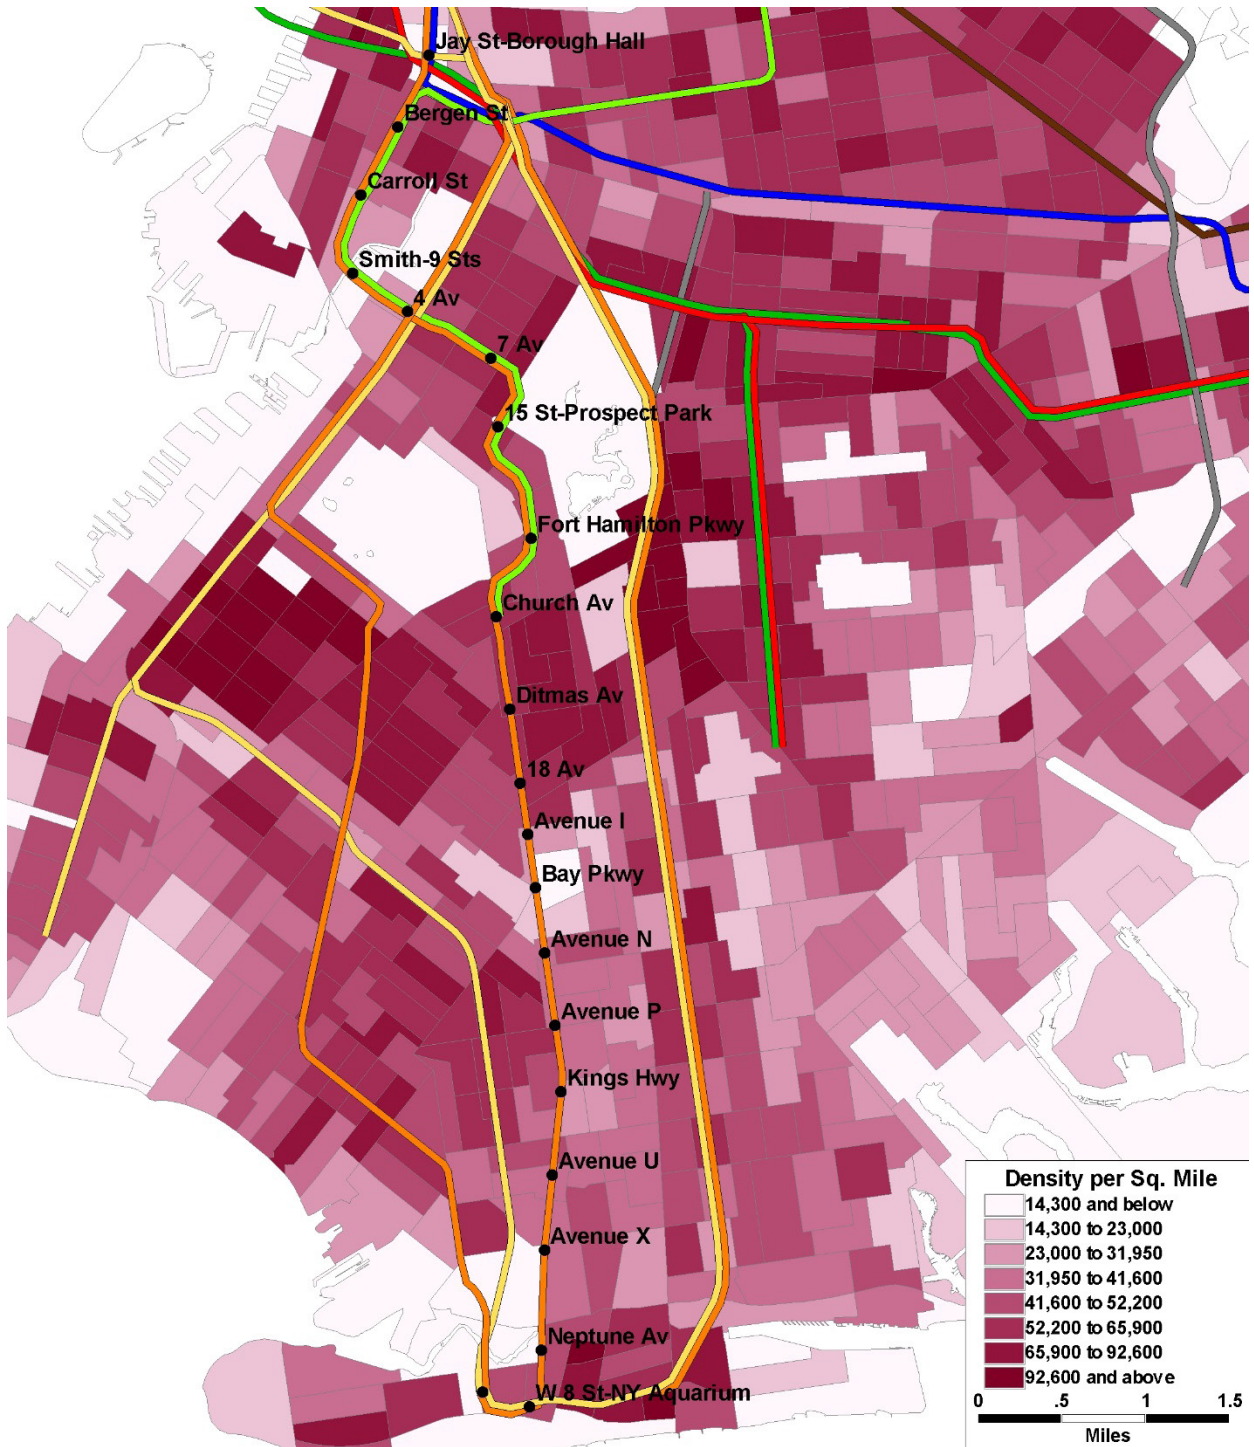 Jay St-Borough Hall
Bergen St
Carroll St
Smith-9 Sts
4 Av
7 Av
15 St-Prospect Park
Fort Hamilton Pkwy
Church Av
Ditmas Av
18 Av
Avenue I
Bay Pkwy
Avenue N
Avenue P
Kings Hwy
Avenue U
Avenue X
Neptune Av
W 8 St-NY Aquarium
Density per Sq. Mile
14,300 and below
14,300 to 23,000
23,000 to 31,950
31,950 to 41,600
41,600 to 52,200
52,200 to 65,900
65,900 to 92,600
92,600 and above
0 .5 1 1.5
Miles